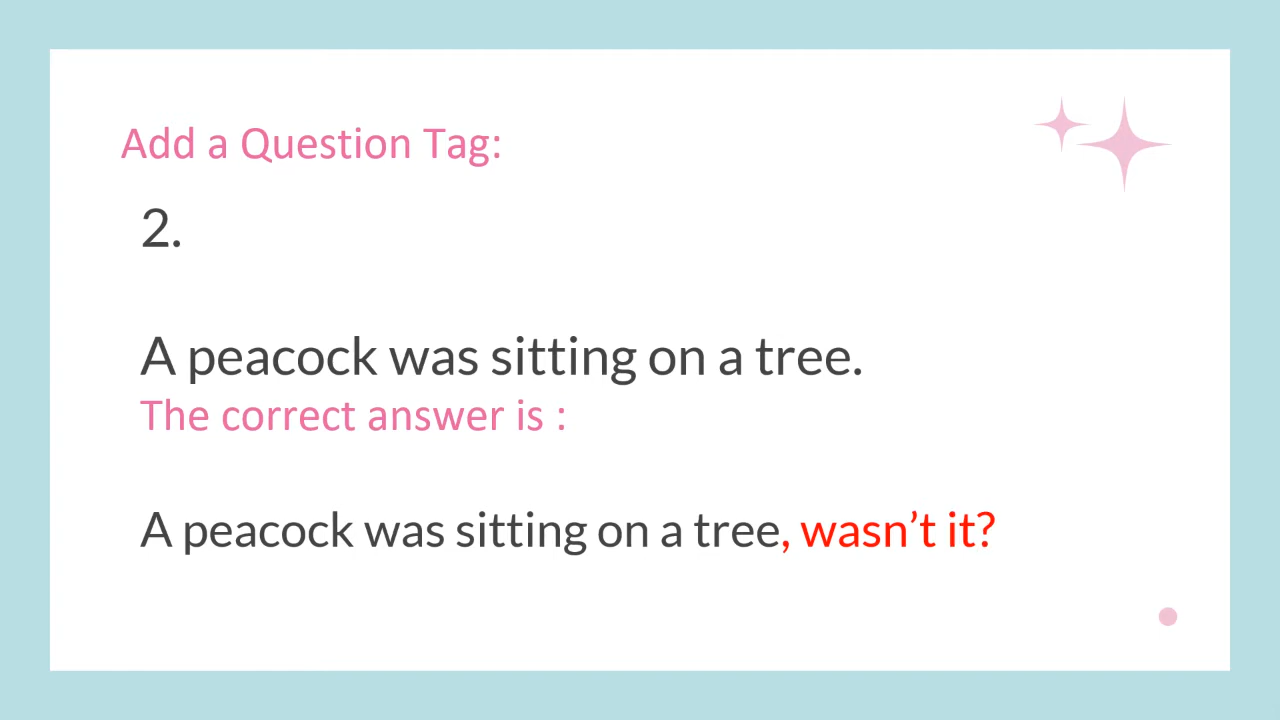 Add a Question Tag:
2.
A peacock was sitting on a tree.
The correct answer is :
A peacock was sitting on a tree, wasn’t it?